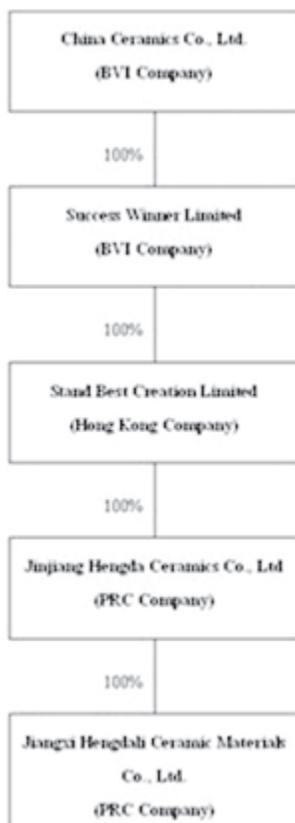 China Ceramics Co., Ltd.
(BVI Company)
100%
Success Winner Limited
(BVI Company)
100%
Stand Best Creation Limited
(Hong Kong Company)
100%
Jinjiang Hengda Ceramics Co., Ltd
(PRC Company)
100%
Jiangxi Hengdali Ceramic Materials
Co., Ltd.
(PRC Company)